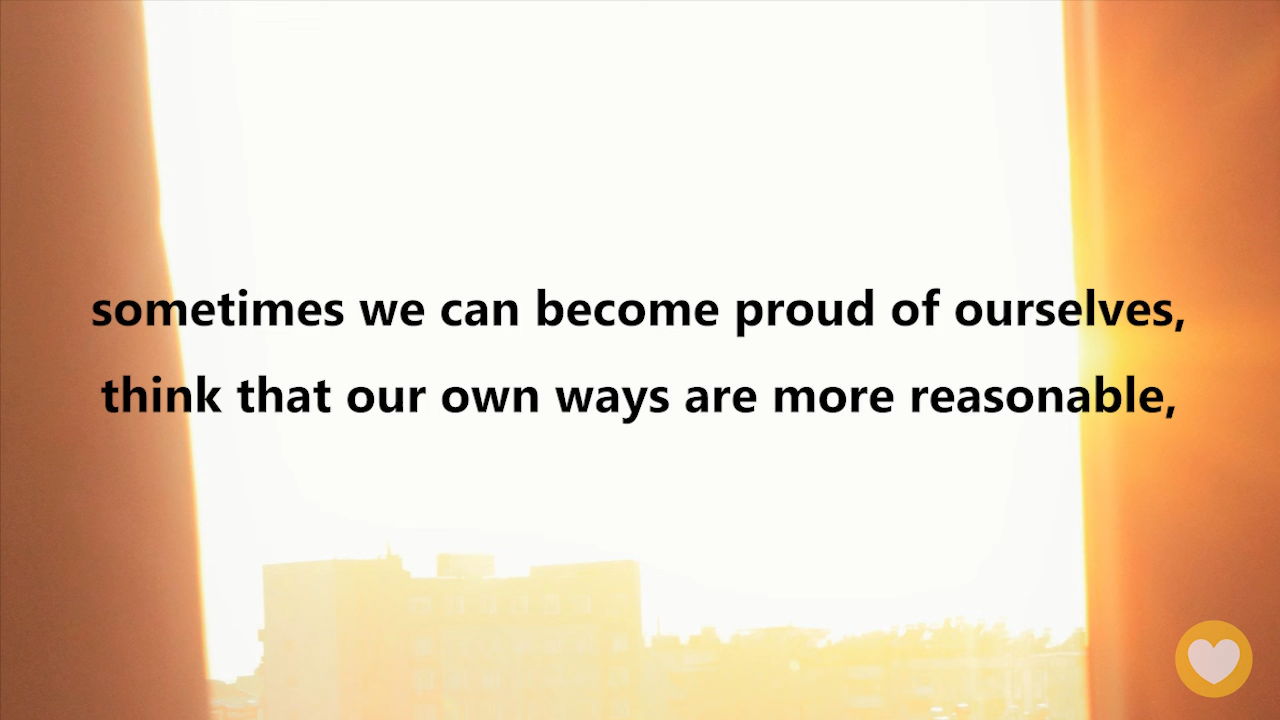 sometimes we can become proud of ourselves,
think that our own ways are more reasonable,